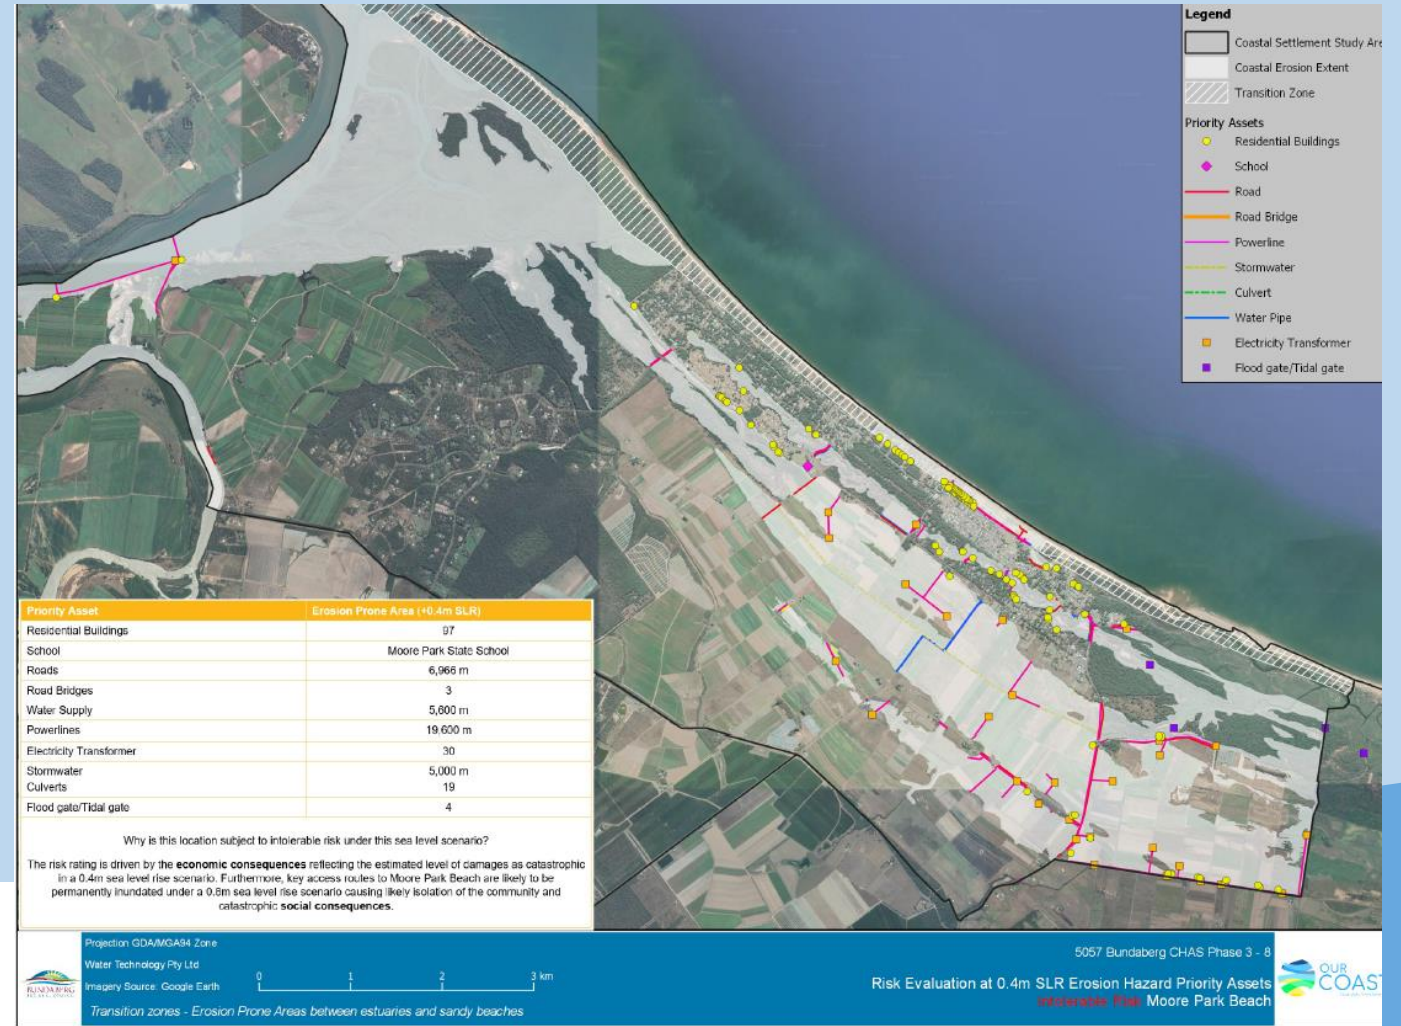 Legend
Coastal Settlement Study Are
Coastal Erosion Extent
Transition Zone
Priority Assets
Residential Buildings
School
Road
Road Bridge
Powerline
Stormwater
Culvert
Water Pipe
Electricity Transformer
Flood gate/Tidal gate
Priority Asset Erosion Prone Area (+0.4m SLR)
Residential Buildings 97
School Moore Park State School
Roads 6,966 m
Road Bridges 3
Water Supply 5,600 m
Powerlines 19,600 m
Electricity Transformer 30
Stormwater 5,000 m
Culverts 19
Flood gate/Tidal gate 4
Why is this location subject to intolerable risk under this sea level scenario?
The risk rating is driven by the economic consequences reflecting the estimated level of damages as catastrophic
in a 0.4m sea level rise scenario. Furthermore, key access routes to Moore Park Beach are likely to be
permanently inundated under a 0.8m sea level rise scenario causing likely isolation of the community and
catastrophic social consequences.
BUNDABERG
Projection GDA/MGA94 Zone
Water Technology Pty Ltd
Imagery Source: Google Earth
0 1 2 3 km
Transition zones - Erosion Prone Areas between estuaries and sandy beaches
5057 Bundaberg CHAS Phase 3 - 8
Risk Evaluation at 0.4m SLR Erosion Hazard Priority Assets
Intolerable Risk Moore Park Beach
OUR
COAST